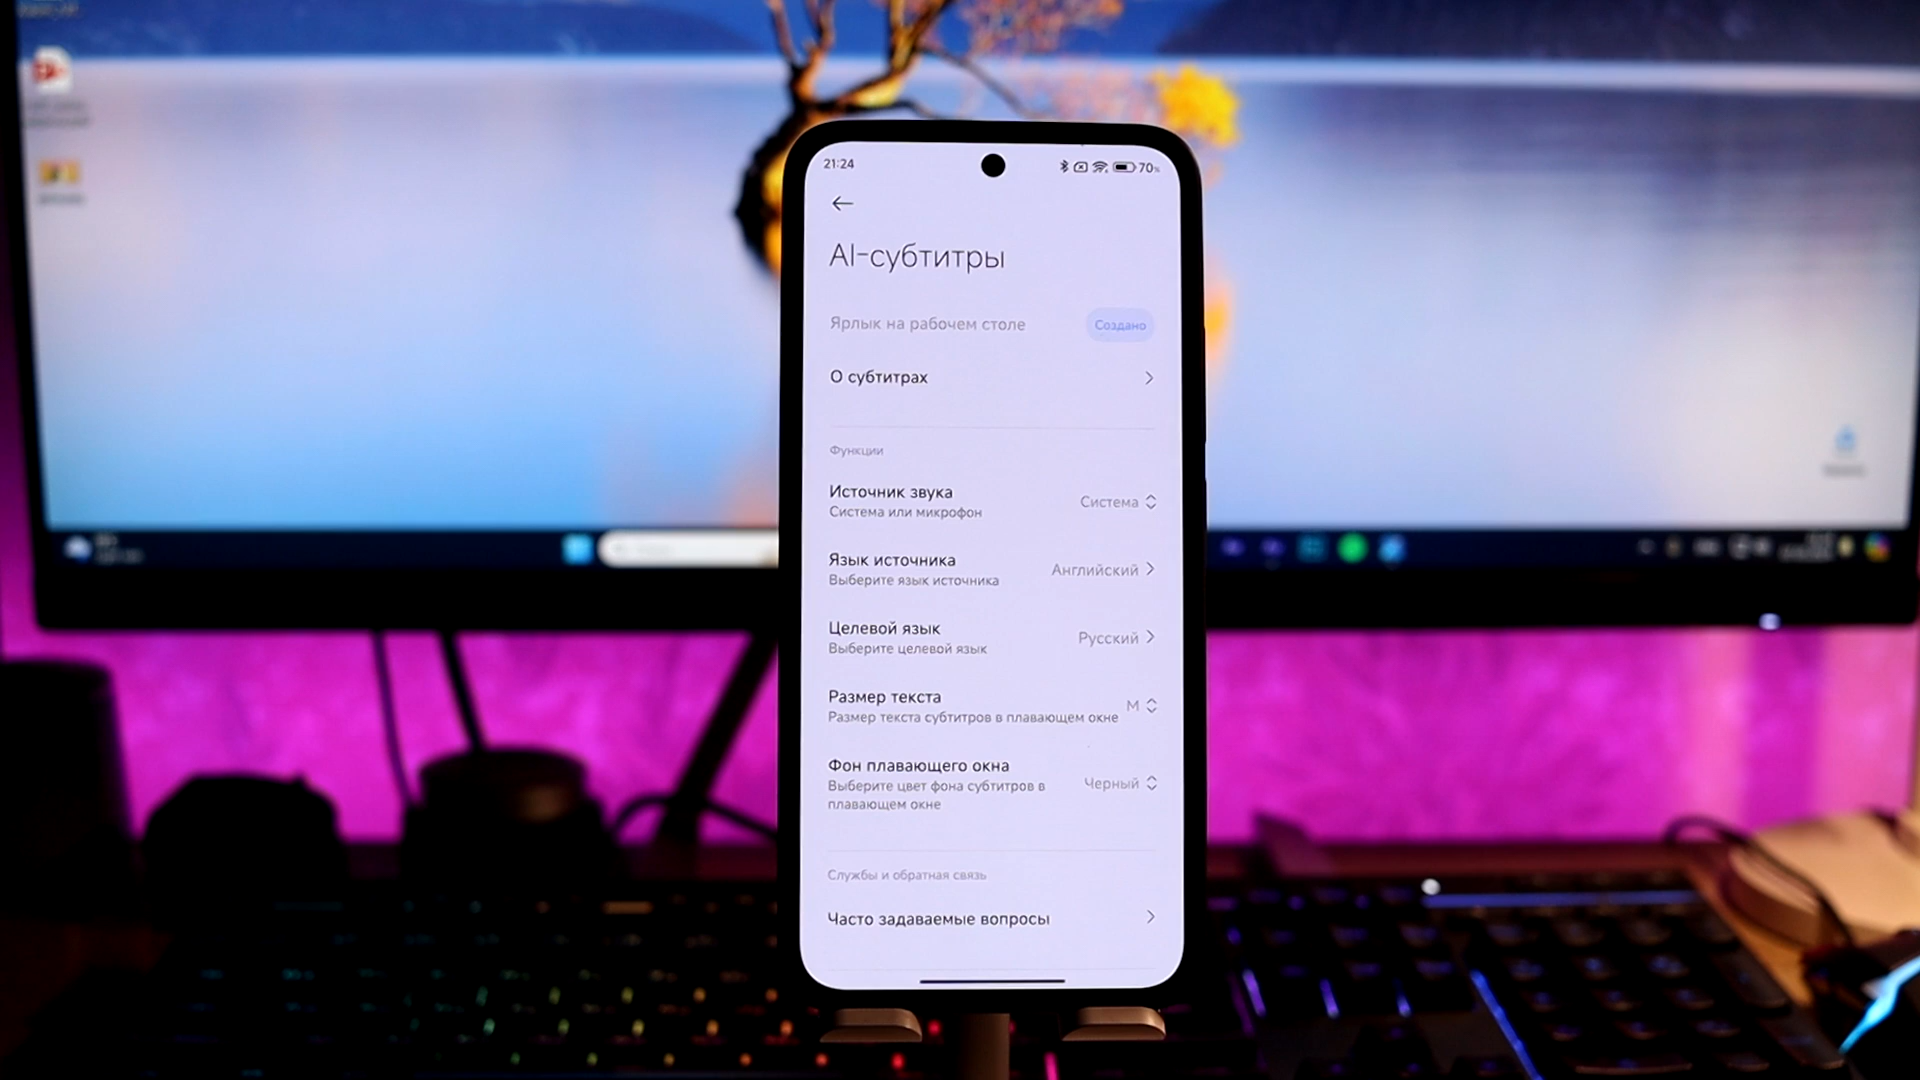 21:24
70%
AI-субтитры
Ярлык на рабочем столе
Создано
О субтитрах
Функции
Источник звука
Система или микрофон
Система
Язык источника
Выберите язык источника
Английский
Целевой язык
Выберите целевой язык
Русский
Размер текста
Размер текста субтитров в плавающем окне
M
Фон плавающего окна
Выберите цвет фона субтитров в
плавающем окне
Черный
Службы и обратная связь
Часто задаваемые вопросы